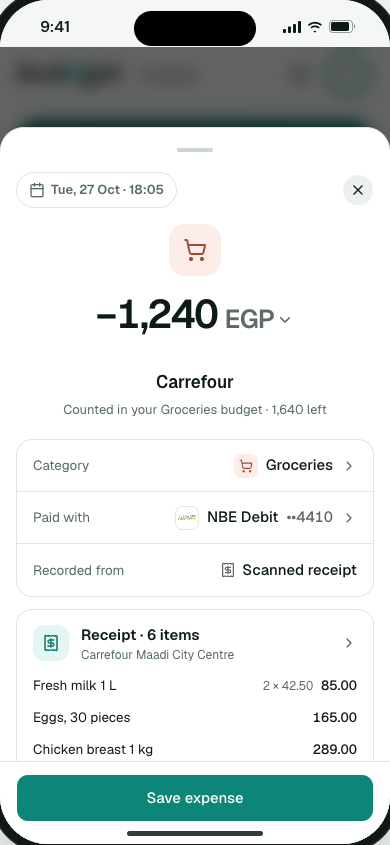 9:41
Tue, 27 Oct · 18:05
−1,240 EGP
Carrefour
Counted in your Groceries budget · 1,640 left
Category Groceries
Paid with NBE Debit ••4410
Recorded from Scanned receipt
Receipt · 6 items
Carrefour Maadi City Centre
Fresh milk 1 L 2 × 42.50 85.00
Eggs, 30 pieces 165.00
Chicken breast 1 kg 289.00
Save expense